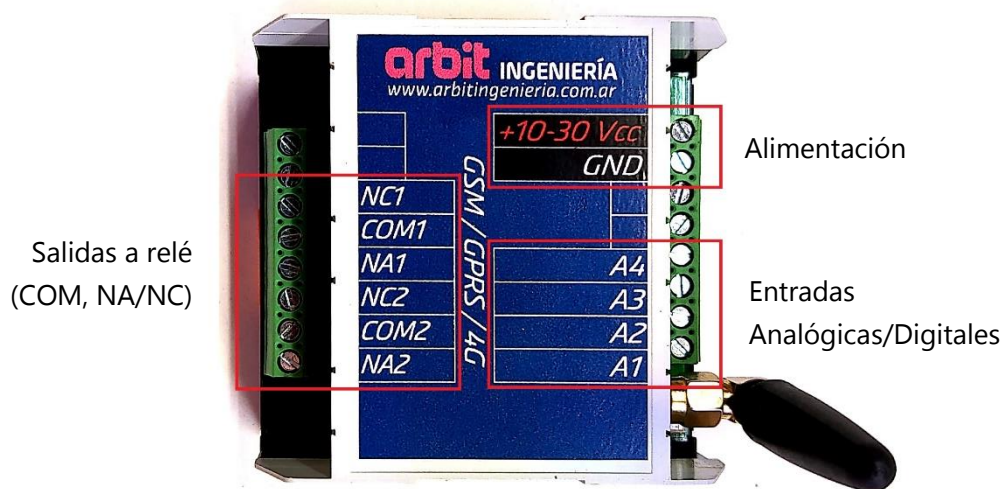 arbit INGENIERÍA
www.arbitingenieria.com.ar
+10-30 Vcc
GND
Alimentación
GSM / GPRS / 4G
NC1
COM1
NA1
NC2
COM2
NA2
Salidas a relé
(COM, NA/NC)
A4
A3
A2
A1
Entradas
Analógicas/Digitales